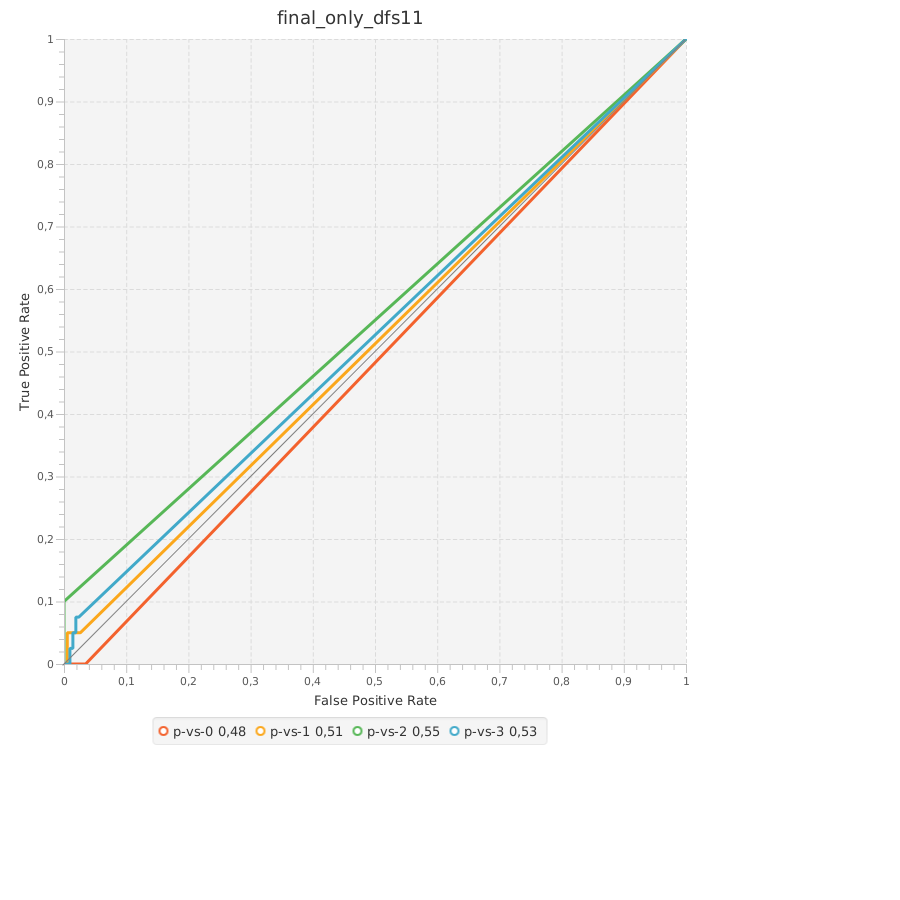 final_only_dfs11
True Positive Rate
1
0,9
0,8
0,7
0,6
0,5
0,4
0,3
0,2
0,1
0
0 0,1 0,2 0,3 0,4 0,5 0,6 0,7 0,8 0,9 1
False Positive Rate
p-vs-0 0,48 p-vs-1 0,51 p-vs-2 0,55 p-vs-3 0,53